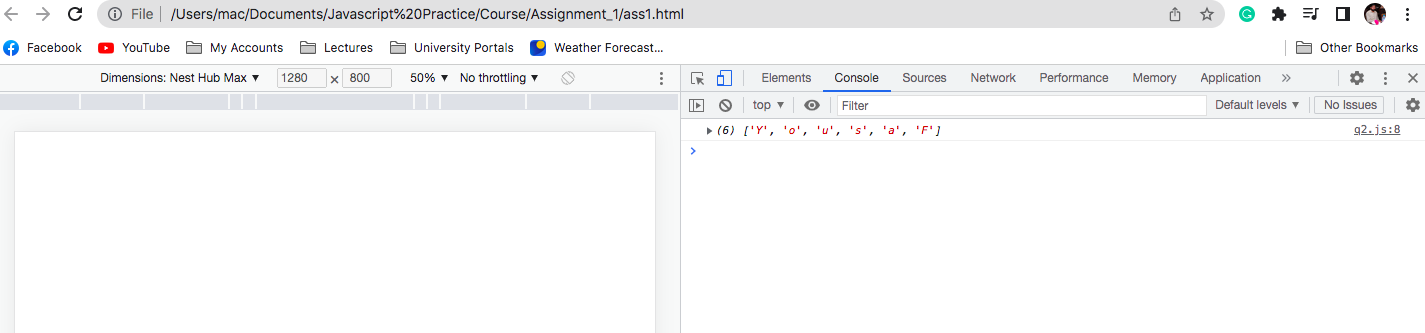 File /Users/mac/Documents/Javascript%20Practice/Course/Assignment_1/ass1.html
Facebook YouTube My Accounts Lectures University Portals Weather Forecast... Other Bookmarks
Dimensions: Nest Hub Max ▼ 1280 × 800 50% ▼ No throttling ▼ Elements Console Sources Network Performance Memory Application »
top ▼ Filter Default levels ▼ No Issues
▶(6) ['Y', 'o', 'u', 's', 'a', 'F'] q2.js:8